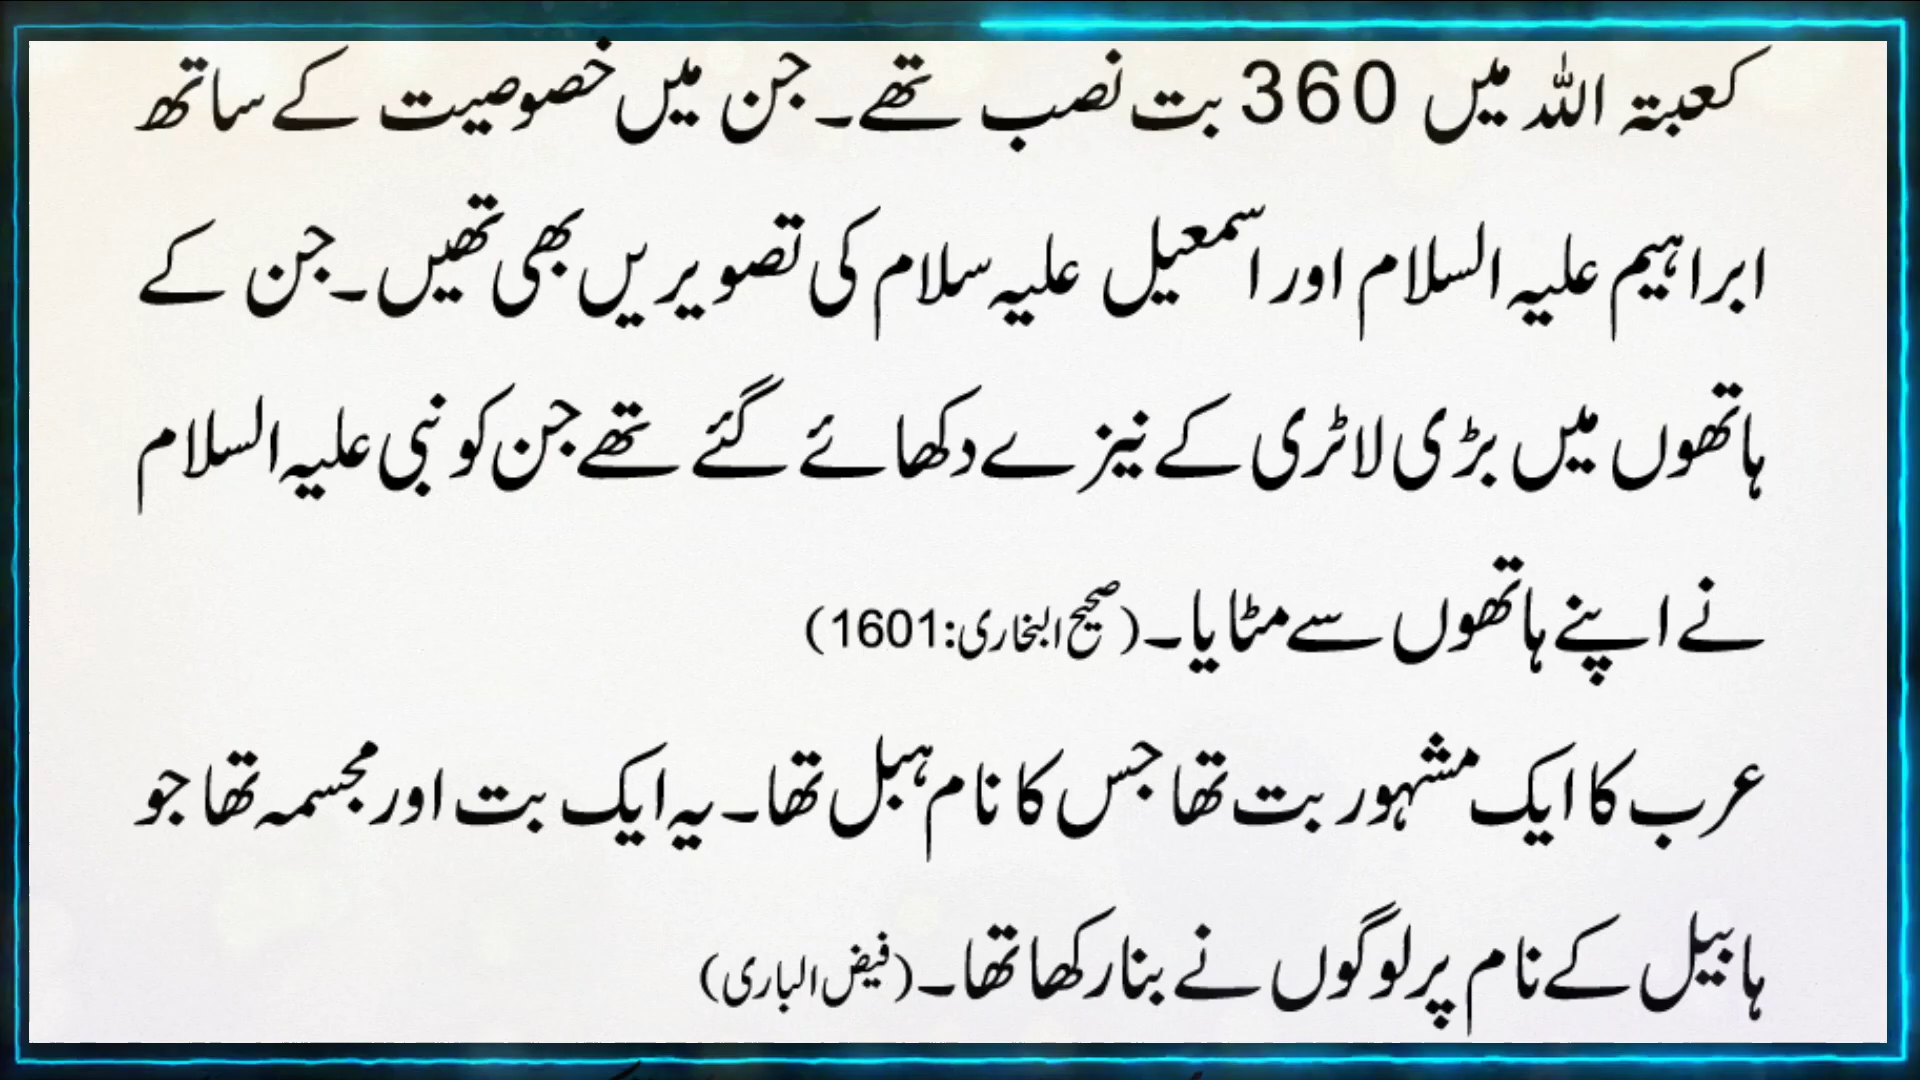 کعبتہ اللہ میں 360 بت نصب تھے۔ جن میں خصوصیت کے ساتھ
ابراہیم علیہ السلام اور اسمعیل علیہ سلام کی تصویریں بھی تھیں۔ جن کے
ہاتھوں میں بڑی لاٹری کے نیزے دکھائے گئے تھے جن کو نبی علیہ السلام
نے اپنے ہاتھوں سے مٹایا۔ (صحیح البخاری:1601)
عرب کا ایک مشہور بت تھا جس کا نام ہبل تھا۔ یہ ایک بت اور مجسمہ تھا جو
ہابیل کے نام پر لوگوں نے بنا رکھا تھا۔ (فیض الباری)